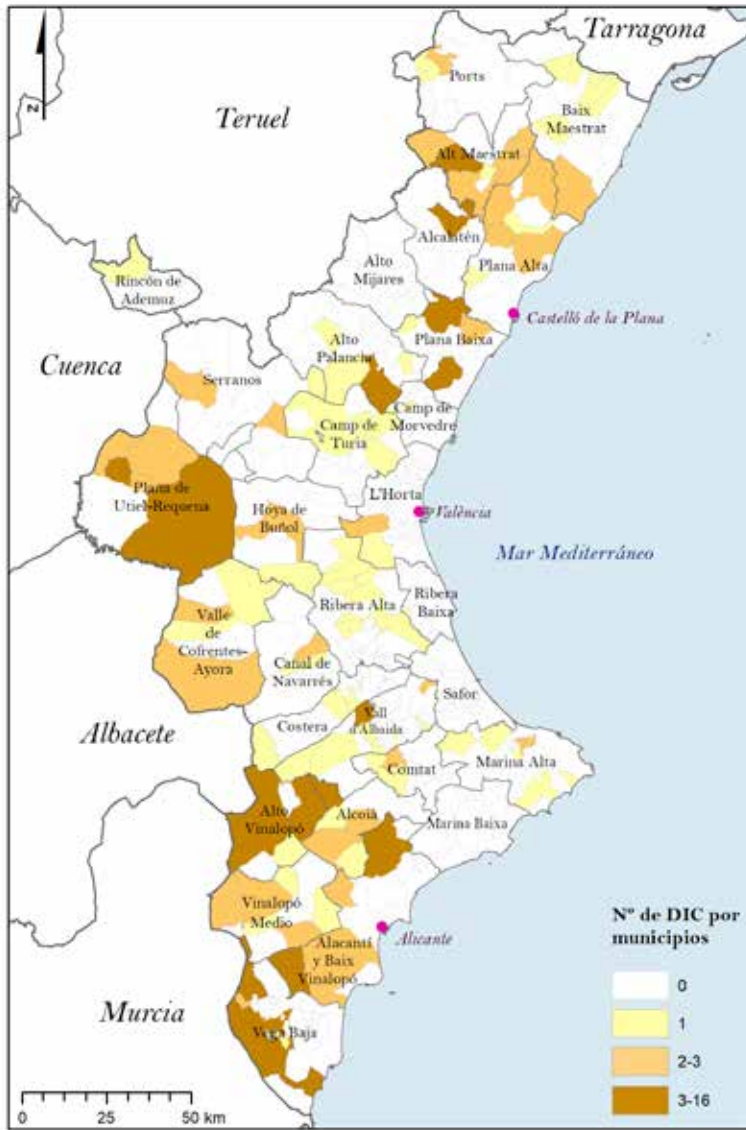 Tarragona
Z
Ports
Baix
Maestrat
Teruel
Alt Maestrat
Alcalatén
Alto
Mijares
Plana Alta
Rincón de
Ademuz
Castelló de la Plana
Plana Baixa
Alto
Palancia
Cuenca
Serranos
Camp de
Morvedre
Camp de
Turia
Plana de
Utiel-Requena
L'Horta
Hoya de
Buñol
València
Mar Mediterráneo
Ribera Alta
Ribera
Baixa
Valle
de
Cofrentes-
Ayora
Canal de
Navarrés
Safor
Vall
d'Albaida
Costera
Albacete
Comtat
Marina Alta
Alto
Vinalopó
Alcoià
Marina Baixa
Vinalopó
Medio
Alicante
Alacantí
y Baix
Vinalopó
Murcia
Vega Baja
Nº de DIC por
municipios
0
1
2-3
3-16
0 25 50 km